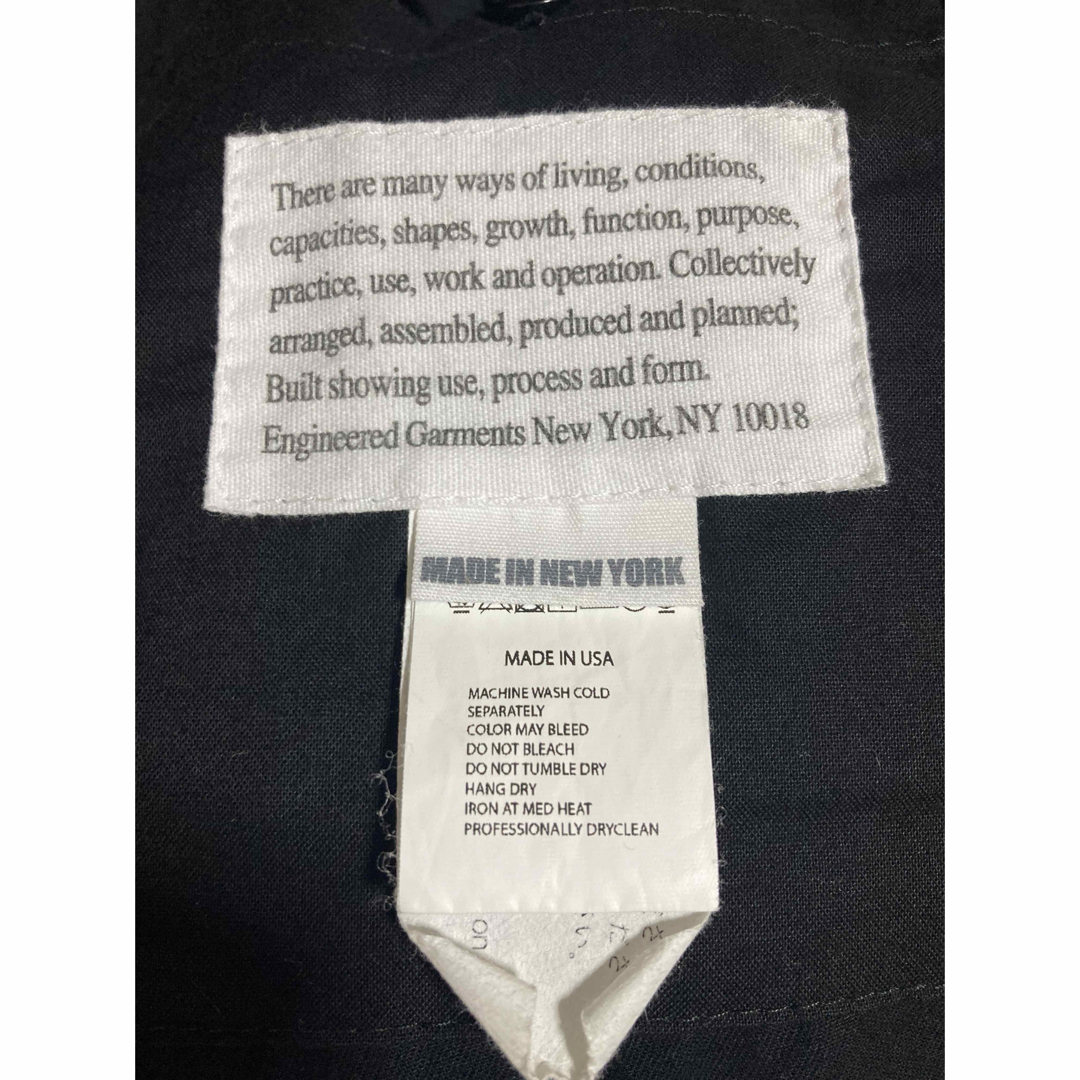 There are many ways of living, conditions,
capacities, shapes, growth, function, purpose,
practice, use, work and operation. Collectively
arranged, assembled, produced and planned;
Built showing use, process and form.
Engineered Garments New York, NY 10018
MADE IN NEW YORK
MADE IN USA
MACHINE WASH COLD
SEPARATELY
COLOR MAY BLEED
DO NOT BLEACH
DO NOT TUMBLE DRY
HANG DRY
IRON AT MED HEAT
PROFESSIONALLY DRYCLEAN
on